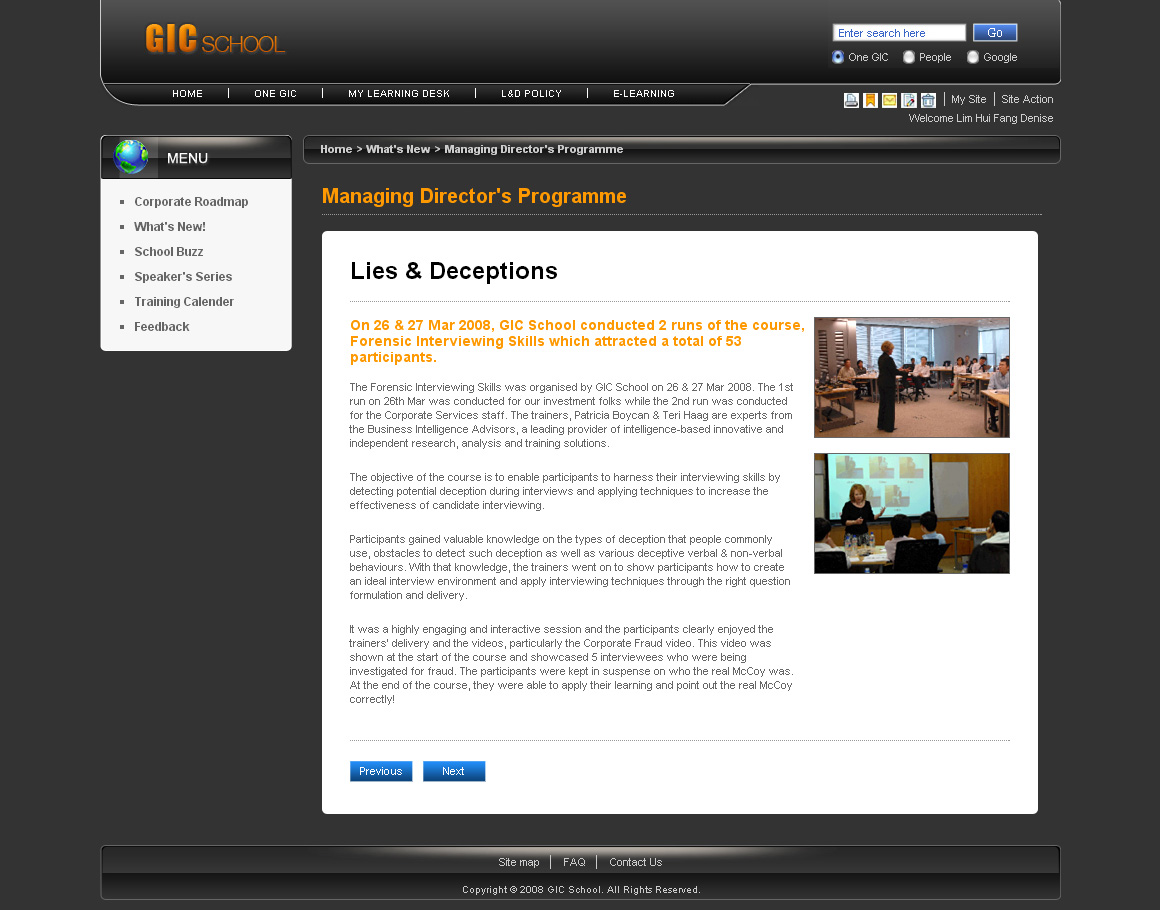 GIC SCHOOL
Enter search here
Go
One GIC People Google
HOME | ONE GIC | MY LEARNING DESK | L&D POLICY | E-LEARNING
| My Site | Site Action
Welcome Lim Hui Fang Denise
MENU
Home > What's New > Managing Director's Programme
Corporate Roadmap
What's New!
School Buzz
Speaker's Series
Training Calender
Feedback
Managing Director's Programme
Lies & Deceptions
On 26 & 27 Mar 2008, GIC School conducted 2 runs of the course,
Forensic Interviewing Skills which attracted a total of 53
participants.
The Forensic Interviewing Skills was organised by GIC School on 26 & 27 Mar 2008. The 1st
run on 26th Mar was conducted for our investment folks while the 2nd run was conducted
for the Corporate Services staff. The trainers, Patricia Boycan & Teri Haag are experts from
the Business Intelligence Advisors, a leading provider of intelligence-based innovative and
independent research, analysis and training solutions.
The objective of the course is to enable participants to harness their interviewing skills by
detecting potential deception during interviews and applying techniques to increase the
effectiveness of candidate interviewing.
Participants gained valuable knowledge on the types of deception that people commonly
use, obstacles to detect such deception as well as various deceptive verbal & non-verbal
behaviours. With that knowledge, the trainers went on to show participants how to create
an ideal interview environment and apply interviewing techniques through the right question
formulation and delivery.
It was a highly engaging and interactive session and the participants clearly enjoyed the
trainers' delivery and the videos, particularly the Corporate Fraud video. This video was
shown at the start of the course and showcased 5 interviewees who were being
investigated for fraud. The participants were kept in suspense on who the real McCoy was.
At the end of the course, they were able to apply their learning and point out the real McCoy
correctly!
Previous Next
Site map | FAQ | Contact Us
Copyright © 2008 GIC School. All Rights Reserved.